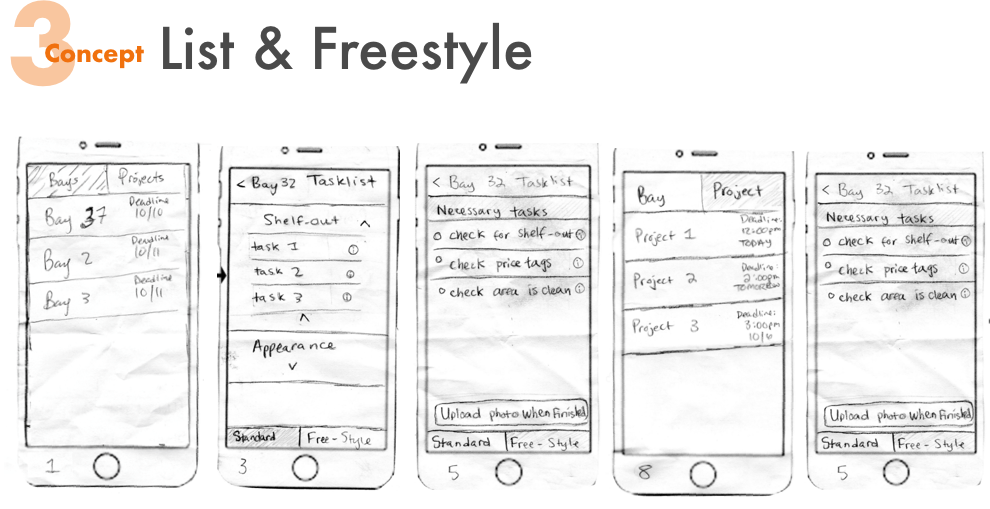 3
Concept List & Freestyle
Bays Projects
Bay 37 Deadline 10/10
Bay 2 Deadline 10/11
Bay 3 Deadline 10/11
1
< Bay 32 Tasklist
Shelf-out ^
task 1 i
task 2 i
task 3 i
^
Appearance
v
Standard Free-Style
3
< Bay 32 Tasklist
Necessary tasks
check for shelf-out i
check price tags i
check area is clean i
Upload photo when finished
Standard Free-Style
5
Bay Project
Project 1 Deadline: 12:00pm TODAY
Project 2 Deadline: 2:00pm TOMORROW
Project 3 Deadline: 3:00pm
8
< Bay 32 Tasklist
Necessary tasks
check for shelf-out i
check price tags i
check area is clean i
Upload photo when finished
Standard Free-Style
5